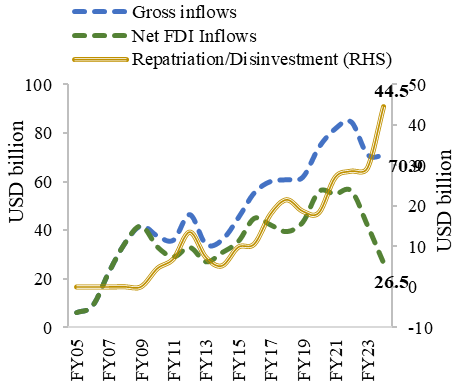 Gross inflows
Net FDI Inflows
Repatriation/Disinvestment (RHS)
USD billion
100
80
60
40
20
0
50
40
30
20
10
0
-10
USD billion
44.5
70.9
26.5
FY05
FY07
FY09
FY11
FY13
FY15
FY17
FY19
FY21
FY23